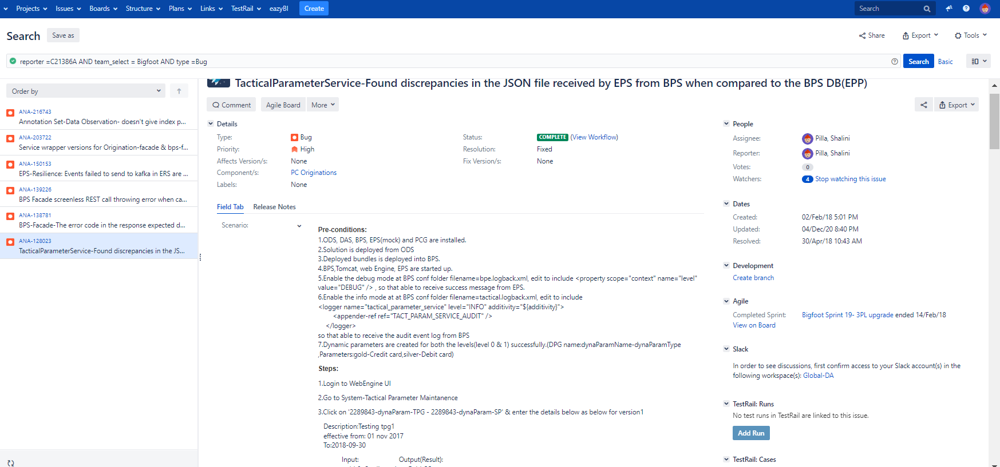 Projects Issues Boards Structure Plans Links TestRail eazyBI Create Search
Search Save as Share Export Tools
reporter =C21386A AND team_select = Bigfoot AND type =Bug Search Basic
Order by
ANA-216743
Annotation Set-Data Observation- doesn't give index p...
ANA-203722
Service wrapper versions for Origination-facade & bps-f...
ANA-150153
EPS-Resilience: Events failed to send to kafka in ERS are ...
ANA-139226
BPS Facade screenless REST call throwing error when ca...
ANA-138781
BPS-Facade-The error code in the response expected d...
ANA-128023
TacticalParameterService-Found discrepancies in the JS...
TacticalParameterService-Found discrepancies in the JSON file received by EPS from BPS when compared to the BPS DB(EPP)
Comment Agile Board More Export
Details
Type: Bug Status: COMPLETE (View Workflow)
Priority: High Resolution: Fixed
Affects Version/s: None Fix Version/s: None
Component/s: PC Originations
Labels: None
Field Tab Release Notes
Scenario:
Pre-conditions:
1.ODS, DAS, BPS, EPS(mock) and PCG are installed.
2.Solution is deployed from ODS
3.Deployed bundles is deployed into BPS.
4.BPS,Tomcat, web Engine, EPS are started up.
5.Enable the debug mode at BPS conf folder filename=bpe.logback.xml, edit to include <property scope="context" name="level"
value="DEBUG" /> , so that able to receive success message from EPS.
6.Enable the info mode at at BPS conf folder filename=tactical.logback.xml, edit to include
<logger name="tactical_parameter_service" level="INFO" additivity="${additivity}">
<appender-ref ref="TACT_PARAM_SERVICE_AUDIT" />
</logger>
so that able to receive the audit event log from BPS
7.Dynamic parameters are created for both the levels(level 0 & 1) successfully.(DPG name:dynaParamName-dynaParamType
,Parameters:gold-Credit card,silver-Debit card)
Steps:
1.Login to WebEngine UI
2.Go to System-Tactical Parameter Maintanence
3.Click on '2289843-dynaParam-TPG - 2289843-dynaParam-SP' & enter the details below as below for version1
Description:Testing tpg1
effective from: 01 nov 2017
To:2018-09-30
Input: Output(Result):
People
Assignee: Pilla, Shalini
Reporter: Pilla, Shalini
Votes: 0
Watchers: 4 Stop watching this issue
Dates
Created: 02/Feb/18 5:01 PM
Updated: 04/Dec/20 8:40 PM
Resolved: 30/Apr/18 10:43 AM
Development
Create branch
Agile
Completed Sprint: Bigfoot Sprint 19- 3PL upgrade ended 14/Feb/18
View on Board
Slack
In order to see discussions, first confirm access to your Slack account(s) in the
following workspace(s): Global-DA
TestRail: Runs
No test runs in TestRail are linked to this issue.
Add Run
TestRail: Cases